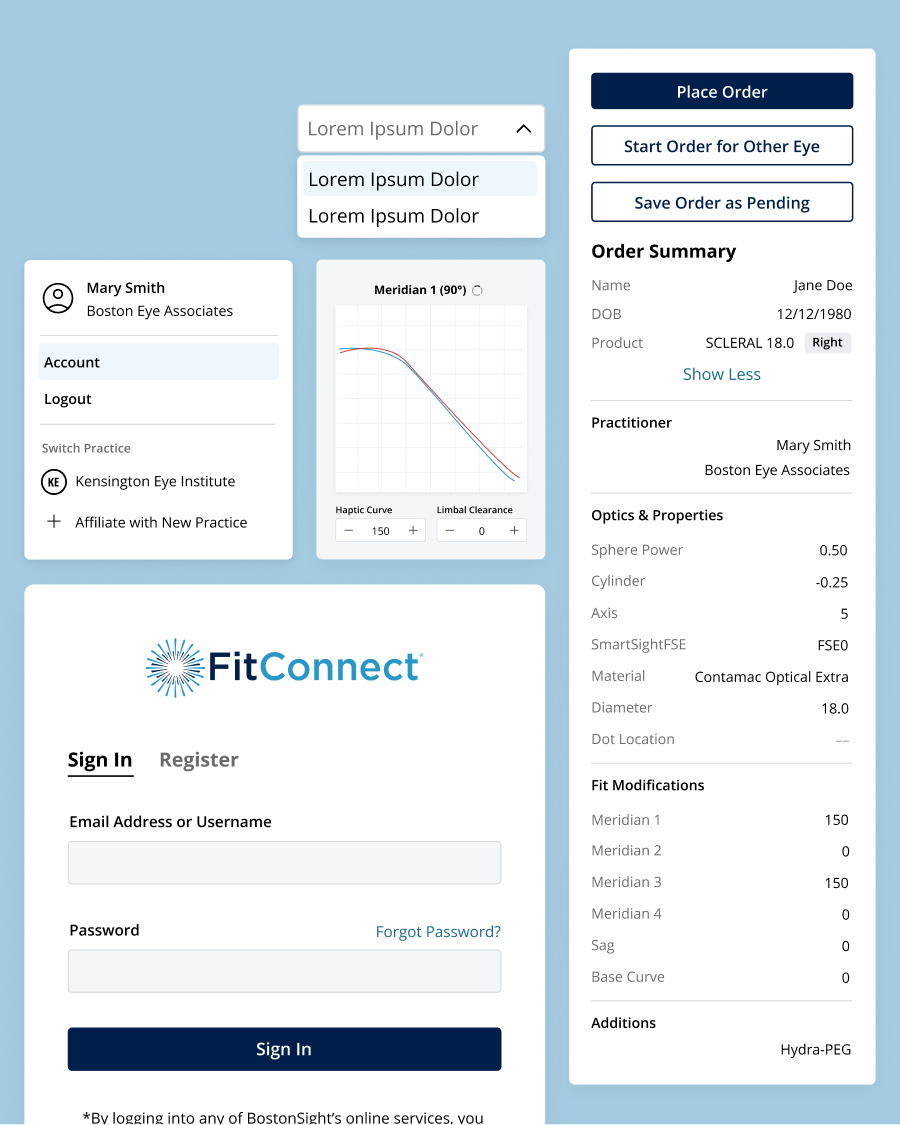 Lorem Ipsum Dolor
Lorem Ipsum Dolor
Lorem Ipsum Dolor
Mary Smith
Boston Eye Associates
Account
Logout
Switch Practice
KE Kensington Eye Institute
+ Affiliate with New Practice
Meridian 1 (90°)
Haptic Curve Limbal Clearance
− 150 + − 0 +
FitConnect®
Sign In Register
Email Address or Username
Password Forgot Password?
Sign In
*By logging into any of BostonSight’s online services, you
Place Order
Start Order for Other Eye
Save Order as Pending
Order Summary
Name Jane Doe
DOB 12/12/1980
Product SCLERAL 18.0 Right
Show Less
Practitioner
Mary Smith
Boston Eye Associates
Optics & Properties
Sphere Power 0.50
Cylinder -0.25
Axis 5
SmartSightFSE FSE0
Material Contamac Optical Extra
Diameter 18.0
Dot Location ––
Fit Modifications
Meridian 1 150
Meridian 2 0
Meridian 3 150
Meridian 4 0
Sag 0
Base Curve 0
Additions
Hydra-PEG